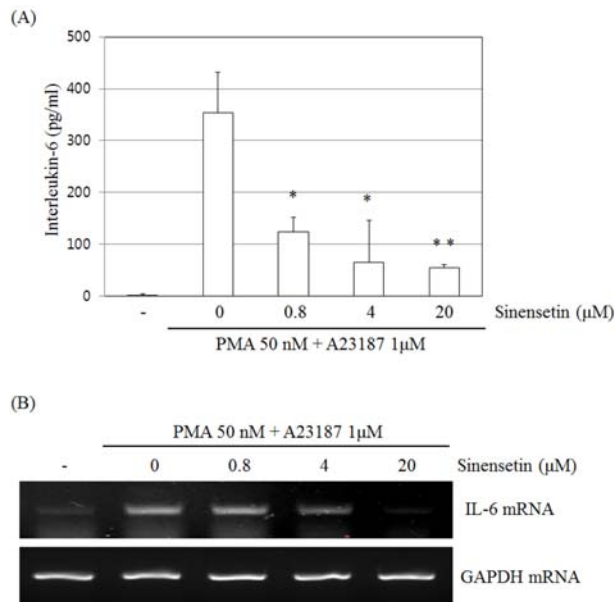 (A)
500
400
300
200
100
0
Interleukin-6 (pg/ml)
*
*
**
- 0 0.8 4 20 Sinensetin (μM)
PMA 50 nM + A23187 1μM
(B)
PMA 50 nM + A23187 1μM
- 0 0.8 4 20 Sinensetin (μM)
IL-6 mRNA
GAPDH mRNA